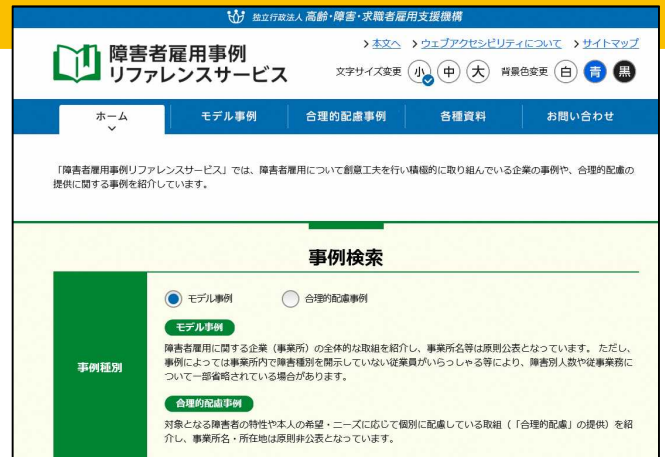 独立行政法人 高齢・障害・求職者雇用支援機構
本文へ ウェブアクセシビリティについて サイトマップ
障害者雇用事例
リファレンスサービス
文字サイズ変更 小 中 大 背景色変更 白 青 黒
ホーム モデル事例 合理的配慮事例 各種資料 お問い合わせ
「障害者雇用事例リファレンスサービス」では、障害者雇用について創意工夫を行い積極的に取り組んでいる企業の事例や、合理的配慮の
提供に関する事例を紹介しています。
事例検索
事例種別
モデル事例 合理的配慮事例
モデル事例
障害者雇用に関する企業（事業所）の全体的な取組を紹介し、事業所名等は原則公表となっています。 ただし、
事例によっては事業所内で障害種別を開示していない従業員がいらっしゃる等により、障害別人数や従事業務に
ついて一部省略されている場合があります。
合理的配慮事例
対象となる障害者の特性や本人の希望・ニーズに応じて個別に配慮している取組（「合理的配慮」の提供）を紹
介し、事業所名・所在地は原則非公表となっています。